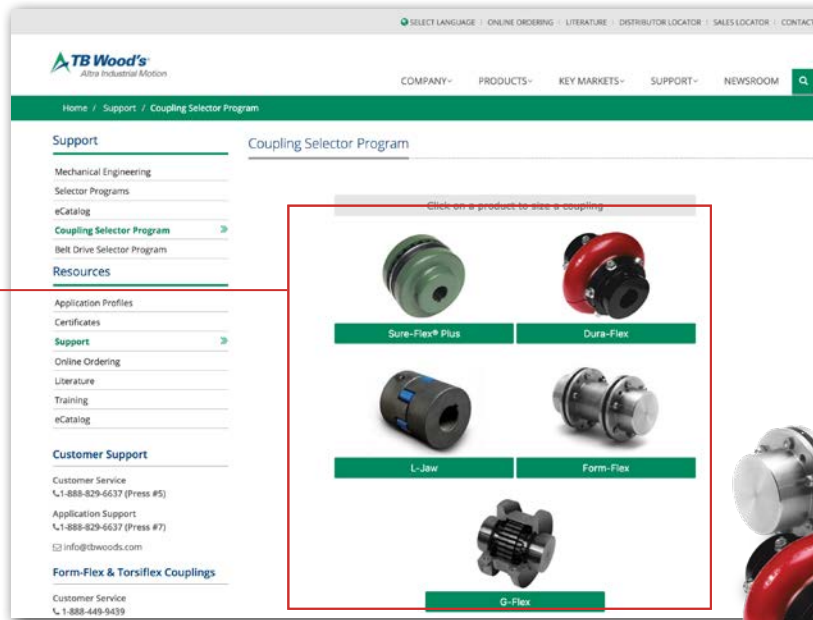 SELECT LANGUAGE | ONLINE ORDERING | LITERATURE | DISTRIBUTOR LOCATOR | SALES LOCATOR | CONTACT
TB Wood's
Altra Industrial Motion
COMPANY PRODUCTS KEY MARKETS SUPPORT NEWSROOM
Home / Support / Coupling Selector Program
Support
Mechanical Engineering
Selector Programs
eCatalog
Coupling Selector Program
Belt Drive Selector Program
Resources
Application Profiles
Certificates
Support
Online Ordering
Literature
Training
eCatalog
Customer Support
Customer Service
1-888-829-6637 (Press #5)
Application Support
1-888-829-6637 (Press #7)
info@tbwoods.com
Form-Flex & Torsiflex Couplings
Customer Service
1-888-449-9439
Coupling Selector Program
Click on a product to size a coupling
Sure-Flex® Plus
Dura-Flex
L-Jaw
Form-Flex
G-Flex